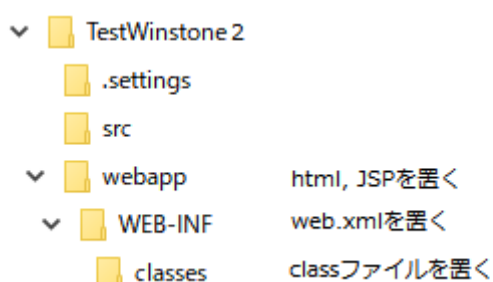 TestWinstone2
.settings
src
webapp html, JSPを置く
WEB-INF web.xmlを置く
classes classファイルを置く